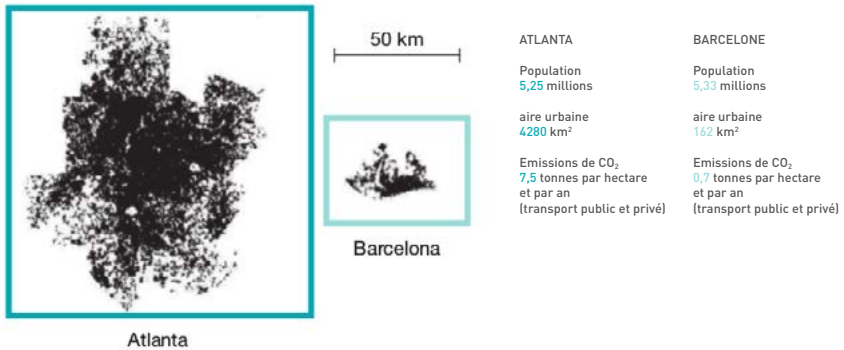 50 km
Atlanta
Barcelona
ATLANTA
Population
5,25 millions
aire urbaine
4280 km²
Emissions de CO₂
7,5 tonnes par hectare
et par an
(transport public et privé)
BARCELONE
Population
5,33 millions
aire urbaine
162 km²
Emissions de CO₂
0,7 tonnes par hectare
et par an
(transport public et privé)